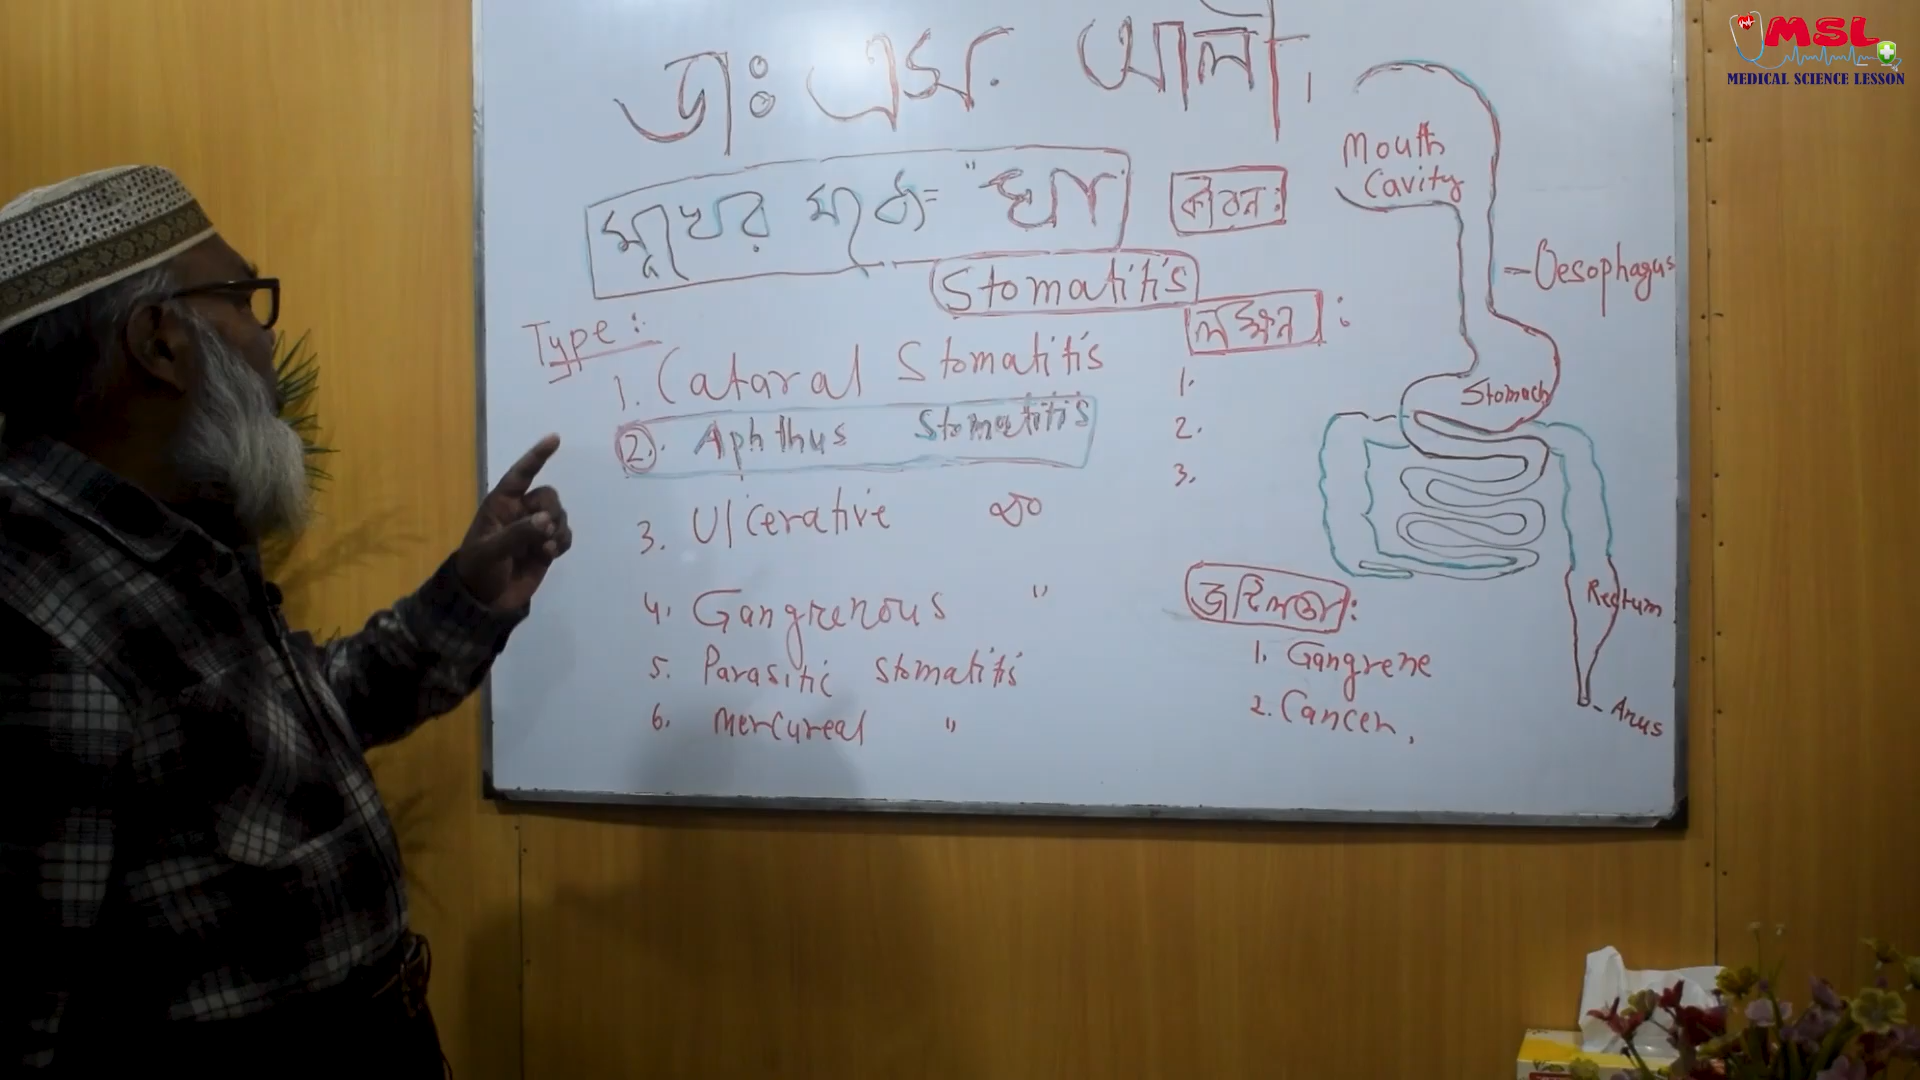 MSL
MEDICAL SCIENCE LESSON
ডাঃ এস. আলী।
মুখের মধ্যে "ঘা"
Stomatitis
Type:
1. Cataral Stomatitis
2. Aphthus Stomatitis
3. Ulcerative ঐ
4. Gangrenous "
5. Parasitic Stomatitis
6. Mercureal "
কারন:
লক্ষন:
1.
2.
3.
জটিলতা:
1. Gangrene
2. Cancer,
Mouth
Cavity
Oesophagus
Stomach
Rectum
Anus